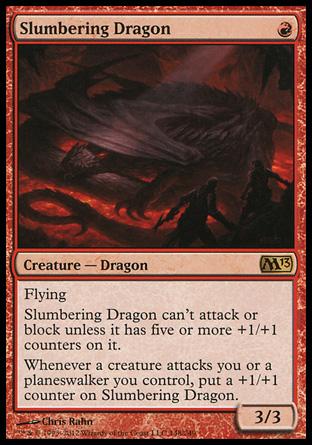 Slumbering Dragon
Creature — Dragon
M13
Flying
Slumbering Dragon can't attack or
block unless it has five or more +1/+1
counters on it.
Whenever a creature attacks you or a
planeswalker you control, put a +1/+1
counter on Slumbering Dragon.
Chris Rahn
3/3